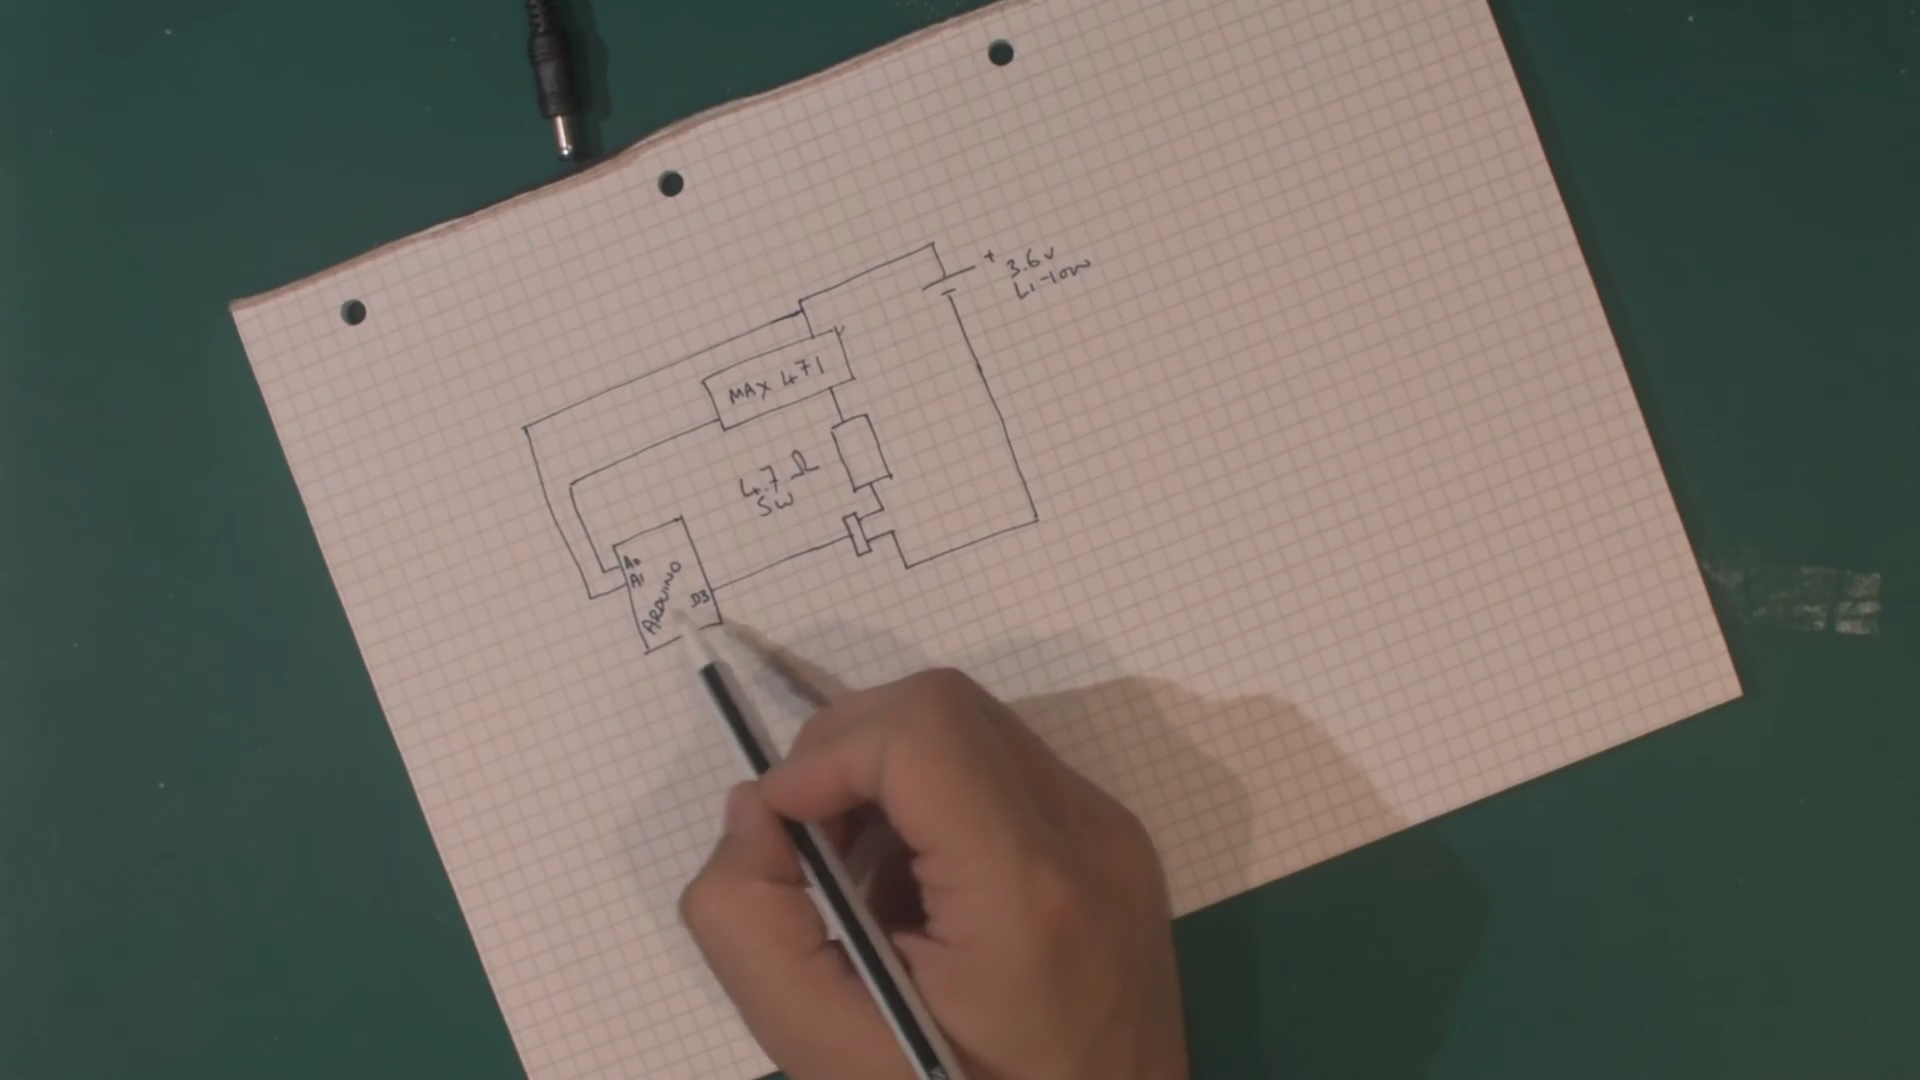 + 3.6V
Li-ion
MAX 471
4.7 Ω
5W
A0
A1
ARDUINO
D3